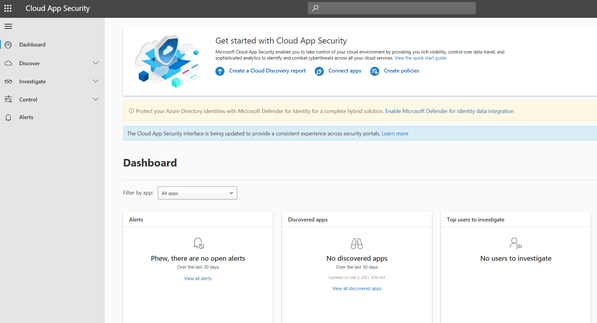 Cloud App Security
Dashboard
Discover
Investigate
Control
Alerts
Get started with Cloud App Security
Microsoft Cloud App Security enables you to take control of your cloud environment by providing you rich visibility, control over data travel, and
sophisticated analytics to identify and combat cyberthreats across all your cloud services. View the quick start guide
Create a Cloud Discovery report Connect apps Create policies
Protect your Azure Directory identities with Microsoft Defender for Identity for a complete hybrid solution. Enable Microsoft Defender for Identity data integration
The Cloud App Security interface is being updated to provide a consistent experience across security portals. Learn more
Dashboard
Filter by app: All apps
Alerts
Phew, there are no open alerts
Over the last 30 days
View all alerts
Discovered apps
No discovered apps
Over the last 30 days
Updated on Mar 5, 2021, 8:06 AM
View all discovered apps
Top users to investigate
No users to investigate